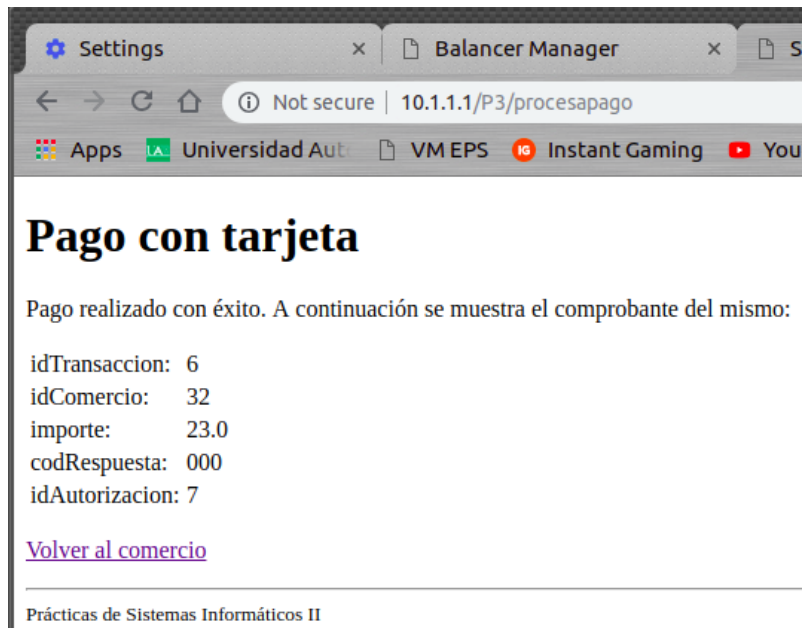 Settings
Balancer Manager
S
Not secure | 10.1.1.1/P3/procesapago
Apps
Universidad Aut
VM EPS
Instant Gaming
You
Pago con tarjeta
Pago realizado con éxito. A continuación se muestra el comprobante del mismo:
idTransaccion: 6
idComercio: 32
importe: 23.0
codRespuesta: 000
idAutorizacion: 7
Volver al comercio
Prácticas de Sistemas Informáticos II